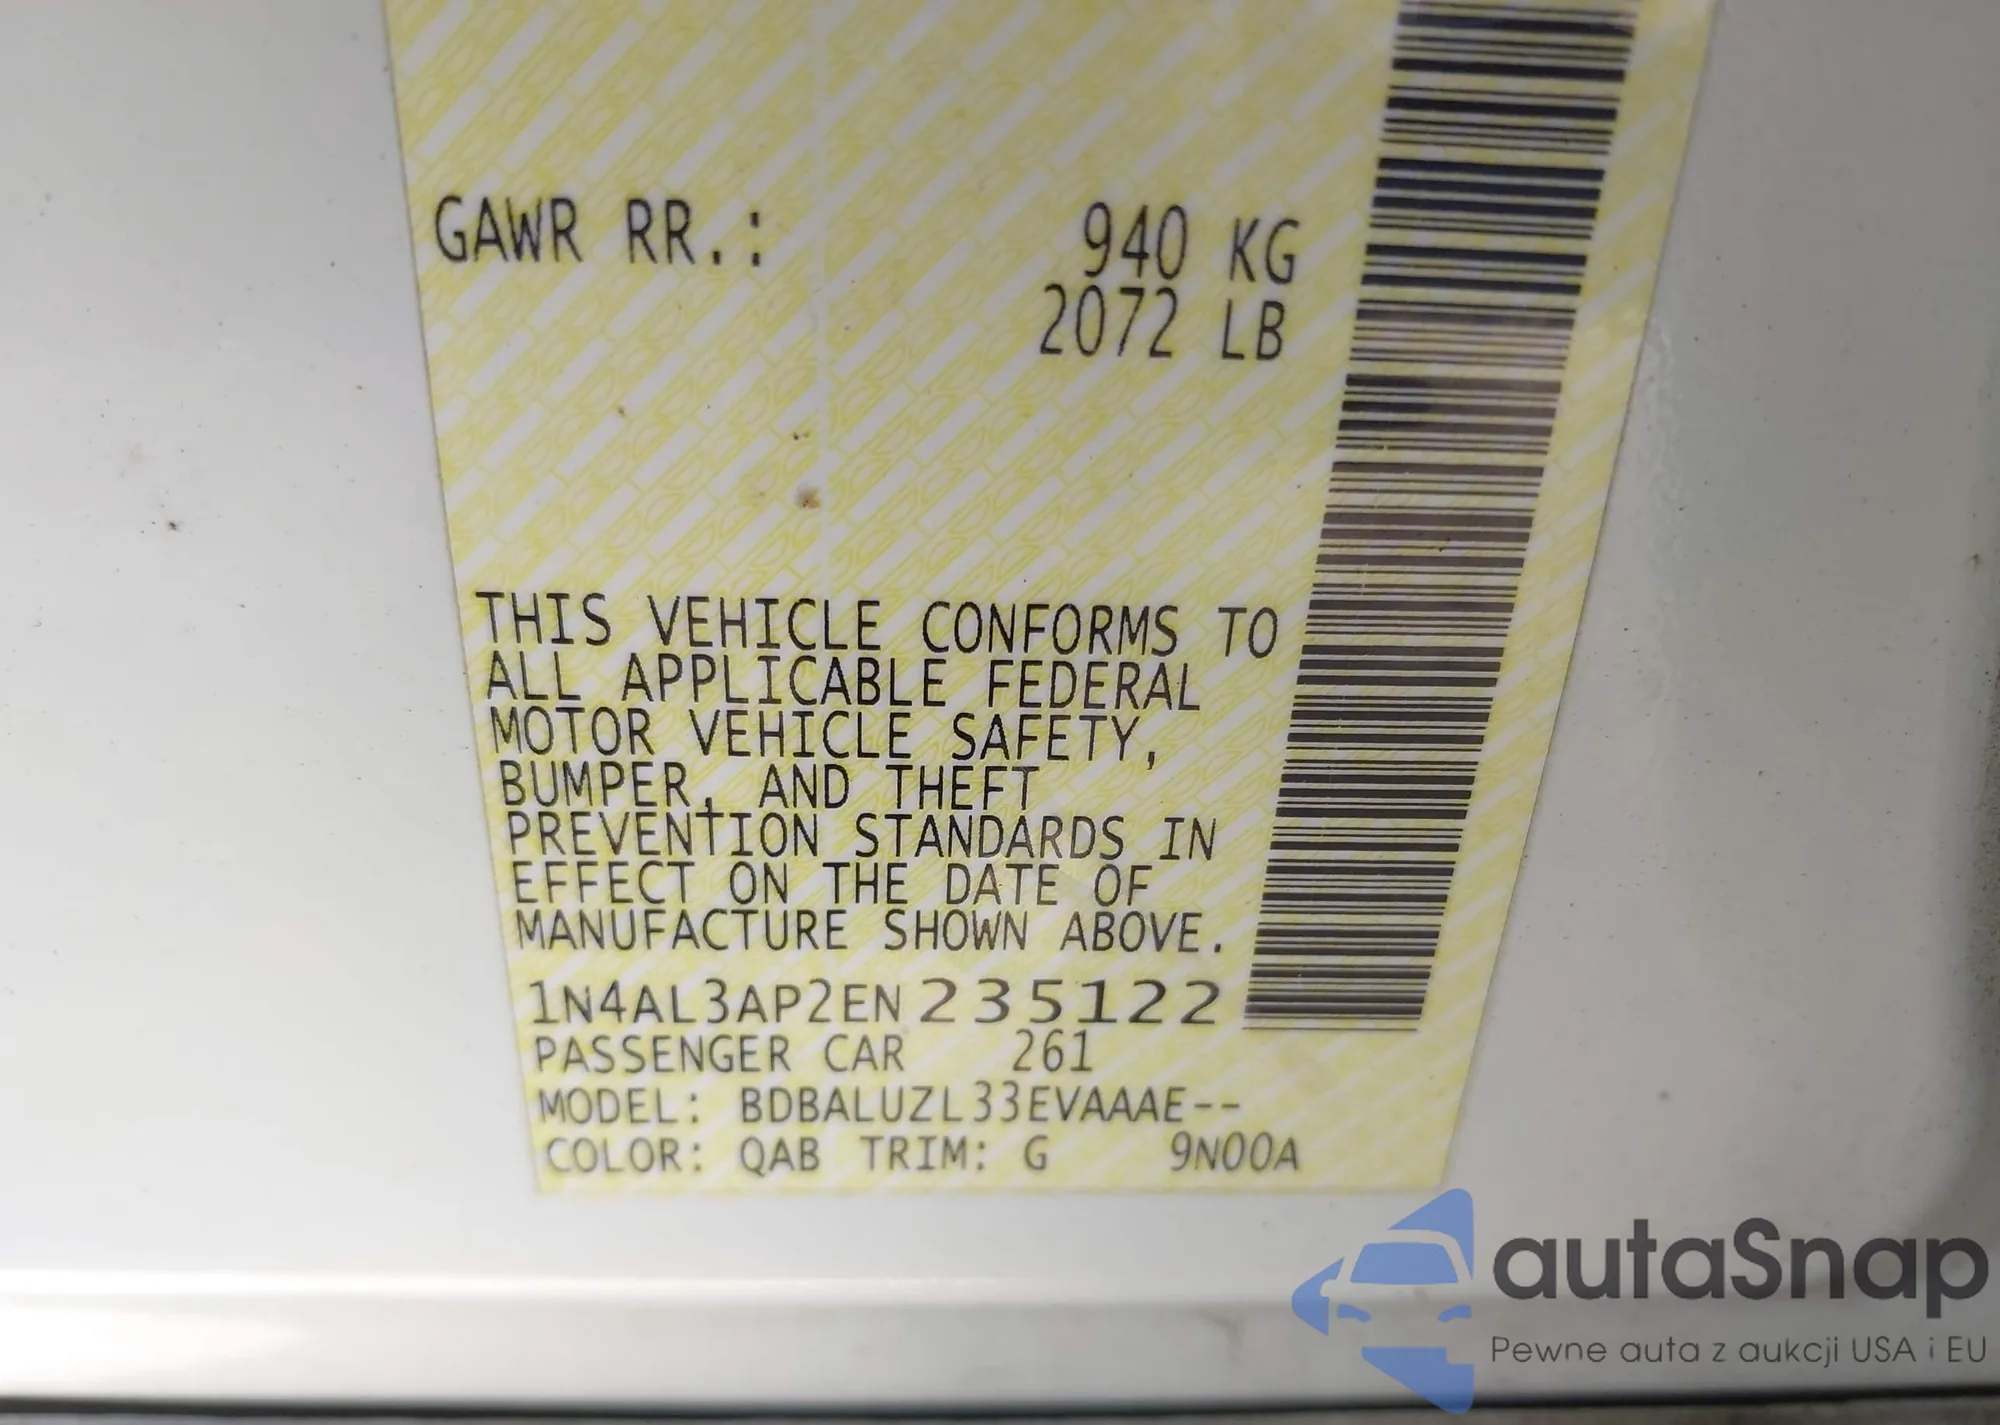 GAWR RR.: 940 KG
2072 LB
THIS VEHICLE CONFORMS TO
ALL APPLICABLE FEDERAL
MOTOR VEHICLE SAFETY,
BUMPER, AND THEFT
PREVENTION STANDARDS IN
EFFECT ON THE DATE OF
MANUFACTURE SHOWN ABOVE.
1N4AL3AP2EN235122
PASSENGER CAR 261
MODEL: BDBALUZL33EVAAAE--
COLOR: QAB TRIM: G 9N00A
autaSnap
Pewne auta z aukcji USA i EU